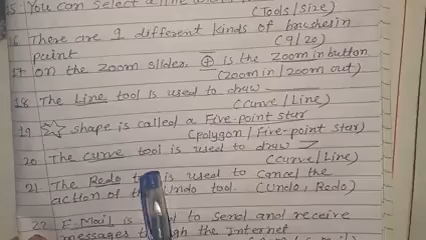 15 You can select a line
(Tools/Size)
16 There are 9 different kinds of brushes in
paint (9/20)
17 on the zoom slider ⊕ is the zoom in button
(Zoom in / zoom out)
18 The Line tool is used to draw
(Curve / Line)
19 ☆ shape is called a Five-point star
(Polygon / Five-point star)
20 The curve tool is used to draw
(Curve / Line)
21 The Redo is used to cancel the
action of the Undo tool. (Undo, Redo)
22 E-Mail is to Send and receive
messages the Internet